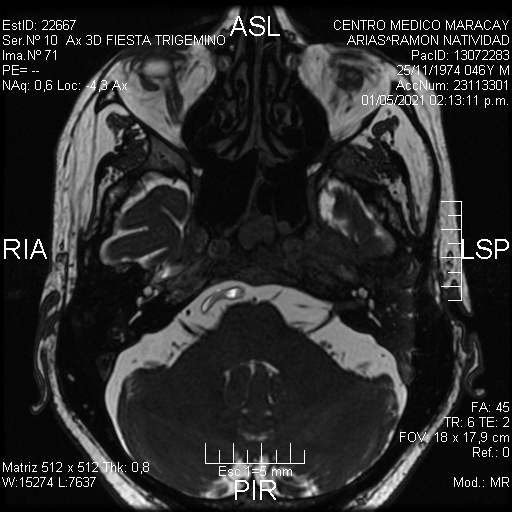 EstID: 22667
Ser.Nº 10 Ax 3D FIESTA TRIGEMINO
Ima.Nº 71
PE= --
NAq: 0,6 Loc: -4,3 Ax
ASL
CENTRO MEDICO MARACAY
ARIAS^RAMON NATIVIDAD
PacID: 13072283
25/11/1974 046Y M
AccNum: 23113301
01/05/2021 02:13:11 p.m.
RIA
LSP
Matriz 512 x 512 Thk: 0,8
W:15274 L:7637
Esc 1=5 mm
PIR
FA: 45
TR: 6 TE: 2
FOV: 18 x 17,9 cm
Ref.: 0
Mod.: MR